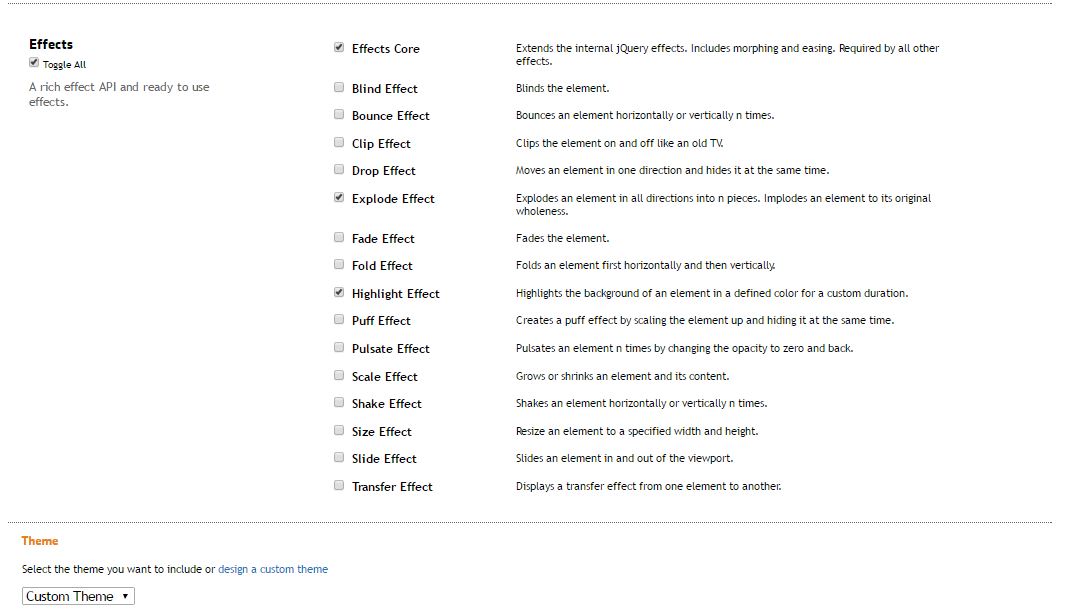 Effects
Toggle All
A rich effect API and ready to use
effects.
Effects Core
Extends the internal jQuery effects. Includes morphing and easing. Required by all other
effects.
Blind Effect
Blinds the element.
Bounce Effect
Bounces an element horizontally or vertically n times.
Clip Effect
Clips the element on and off like an old TV.
Drop Effect
Moves an element in one direction and hides it at the same time.
Explode Effect
Explodes an element in all directions into n pieces. Implodes an element to its original
wholeness.
Fade Effect
Fades the element.
Fold Effect
Folds an element first horizontally and then vertically.
Highlight Effect
Highlights the background of an element in a defined color for a custom duration.
Puff Effect
Creates a puff effect by scaling the element up and hiding it at the same time.
Pulsate Effect
Pulsates an element n times by changing the opacity to zero and back.
Scale Effect
Grows or shrinks an element and its content.
Shake Effect
Shakes an element horizontally or vertically n times.
Size Effect
Resize an element to a specified width and height.
Slide Effect
Slides an element in and out of the viewport.
Transfer Effect
Displays a transfer effect from one element to another.
Theme
Select the theme you want to include or design a custom theme
Custom Theme